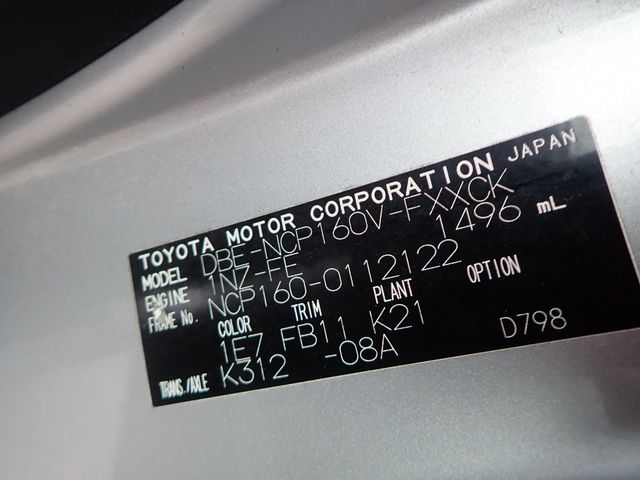 TOYOTA MOTOR CORPORATION JAPAN
MODEL DBE-NCP160V-FXXCK
ENGINE 1NZ-FE 1496 mL
FRAME No. NCP160-0112122
COLOR TRIM PLANT OPTION
1E7 FB11 K21
TRANS./AXLE K312 -08A D798